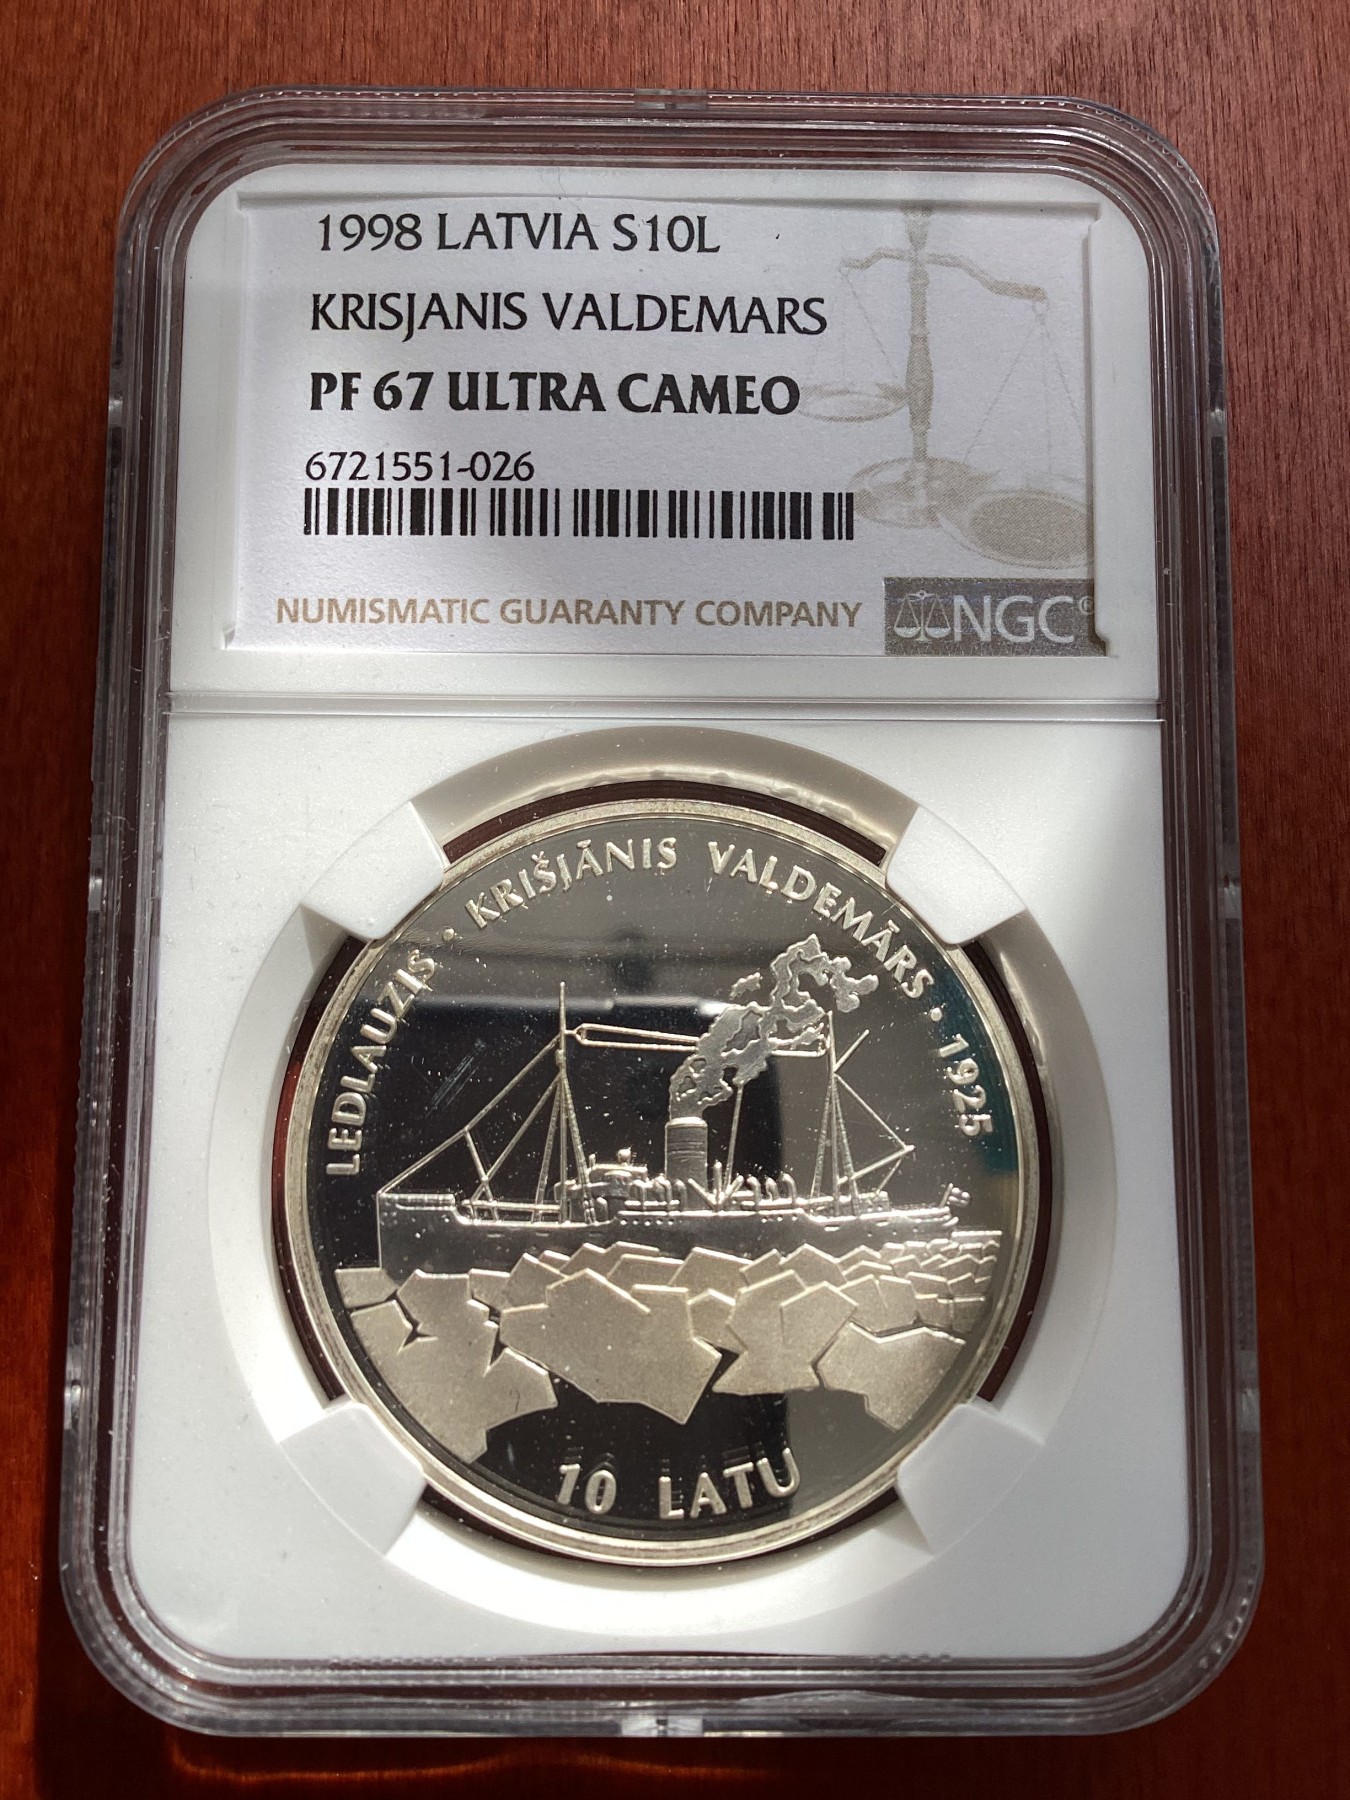 1998 LATVIA S10L
KRISJANIS VALDEMARS
PF 67 ULTRA CAMEO
6721551-026
NUMISMATIC GUARANTY COMPANY
NGC®
LEDLAUZIS • KRIŠJĀNIS VALDEMĀRS • 1925
10 LATU